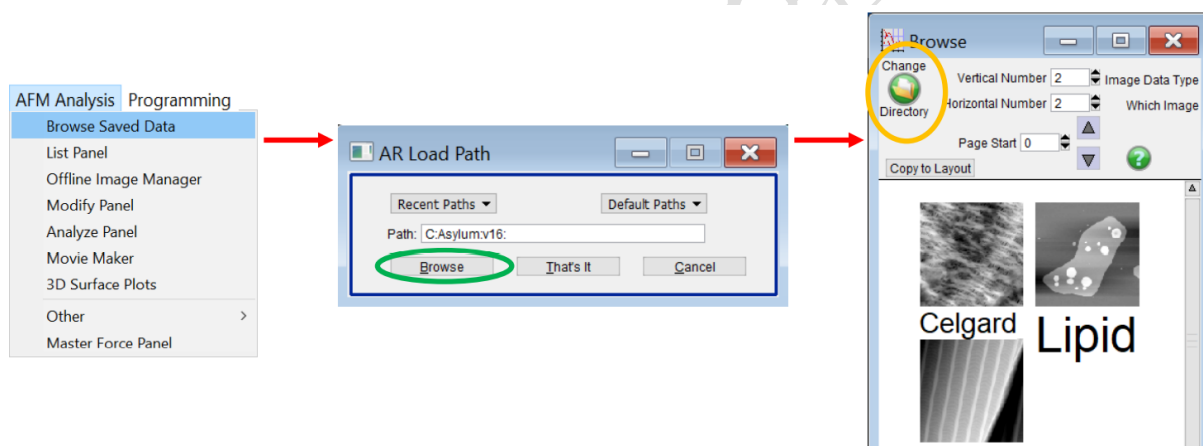 AFM Analysis Programming
Browse Saved Data
List Panel
Offline Image Manager
Modify Panel
Analyze Panel
Movie Maker
3D Surface Plots
Other >
Master Force Panel
AR Load Path
Recent Paths
Default Paths
Path: C:Asylum:v16:
Browse
That's It
Cancel
Browse
Change
Directory
Vertical Number 2
Image Data Type
Horizontal Number 2
Which Image
Page Start 0
Copy to Layout
Celgard
Lipid